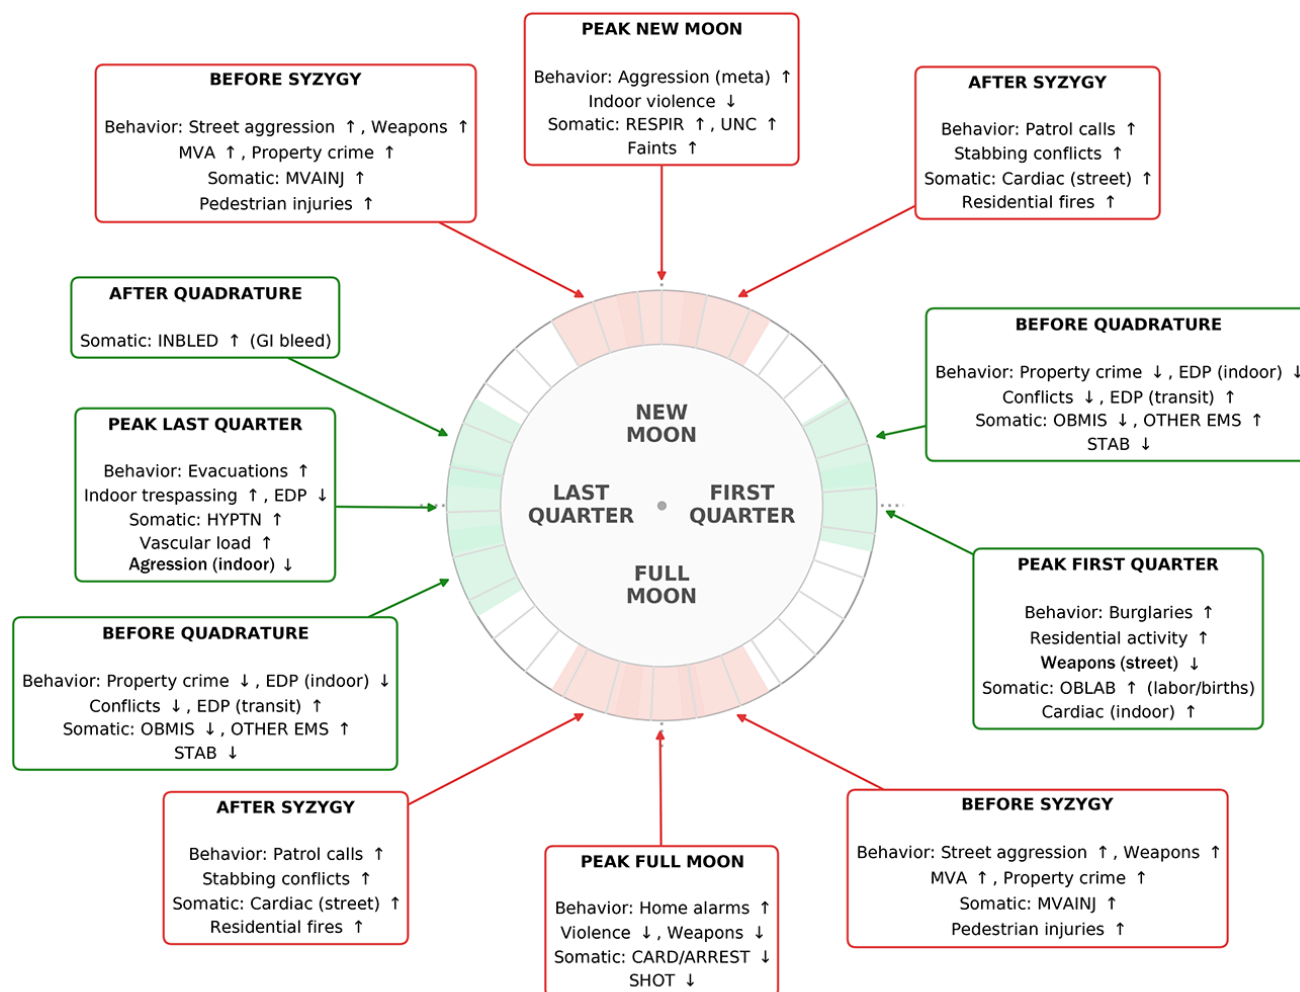 PEAK NEW MOON
Behavior: Aggression (meta) ↑
Indoor violence ↓
Somatic: RESPIR ↑ , UNC ↑
Faints ↑
BEFORE SYZYGY
Behavior: Street aggression ↑ , Weapons ↑
MVA ↑ , Property crime ↑
Somatic: MVAINJ ↑
Pedestrian injuries ↑
AFTER SYZYGY
Behavior: Patrol calls ↑
Stabbing conflicts ↑
Somatic: Cardiac (street) ↑
Residential fires ↑
AFTER QUADRATURE
Somatic: INBLED ↑ (GI bleed)
BEFORE QUADRATURE
Behavior: Property crime ↓ , EDP (indoor) ↓
Conflicts ↓ , EDP (transit) ↑
Somatic: OBMIS ↓ , OTHER EMS ↑
STAB ↓
NEW
MOON
LAST
QUARTER
FIRST
QUARTER
FULL
MOON
PEAK LAST QUARTER
Behavior: Evacuations ↑
Indoor trespassing ↑ , EDP ↓
Somatic: HYPTN ↑
Vascular load ↑
Agression (indoor) ↓
PEAK FIRST QUARTER
Behavior: Burglaries ↑
Residential activity ↑
Weapons (street) ↓
Somatic: OBLAB ↑ (labor/births)
Cardiac (indoor) ↑
BEFORE QUADRATURE
Behavior: Property crime ↓ , EDP (indoor) ↓
Conflicts ↓ , EDP (transit) ↑
Somatic: OBMIS ↓ , OTHER EMS ↑
STAB ↓
AFTER SYZYGY
Behavior: Patrol calls ↑
Stabbing conflicts ↑
Somatic: Cardiac (street) ↑
Residential fires ↑
PEAK FULL MOON
Behavior: Home alarms ↑
Violence ↓ , Weapons ↓
Somatic: CARD/ARREST ↓
SHOT ↓
BEFORE SYZYGY
Behavior: Street aggression ↑ , Weapons ↑
MVA ↑ , Property crime ↑
Somatic: MVAINJ ↑
Pedestrian injuries ↑